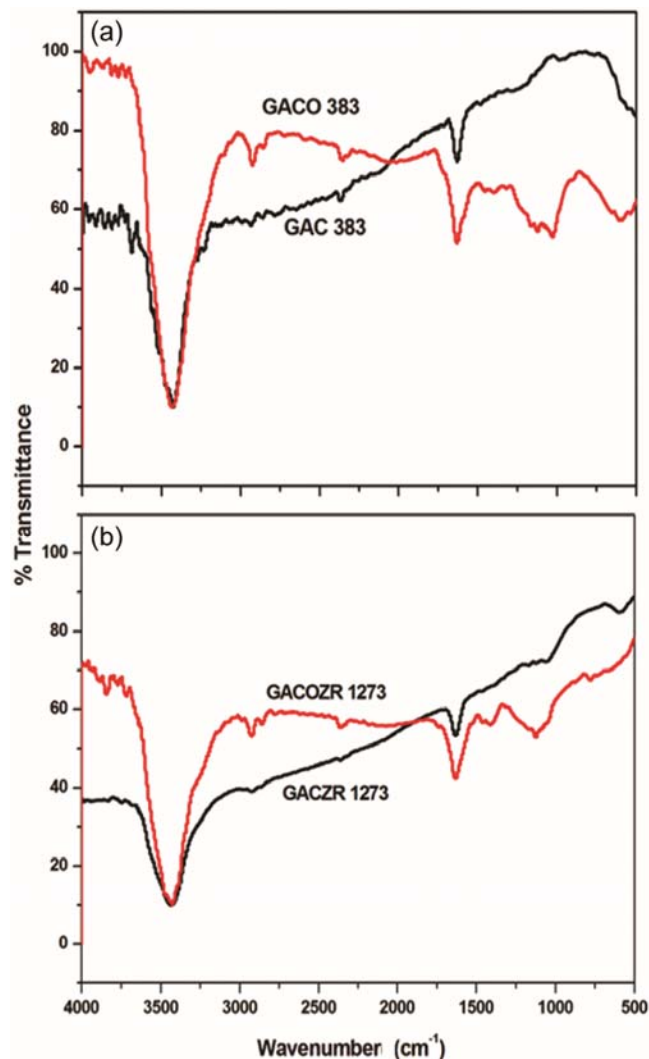 (a)
100
GACO 383
80
60
GAC 383
40
20
0
% Transmittance
(b)
100
80
GACOZR 1273
60
40
GACZR 1273
20
0
4000 3500 3000 2500 2000 1500 1000 500
Wavenumber (cm⁻¹)